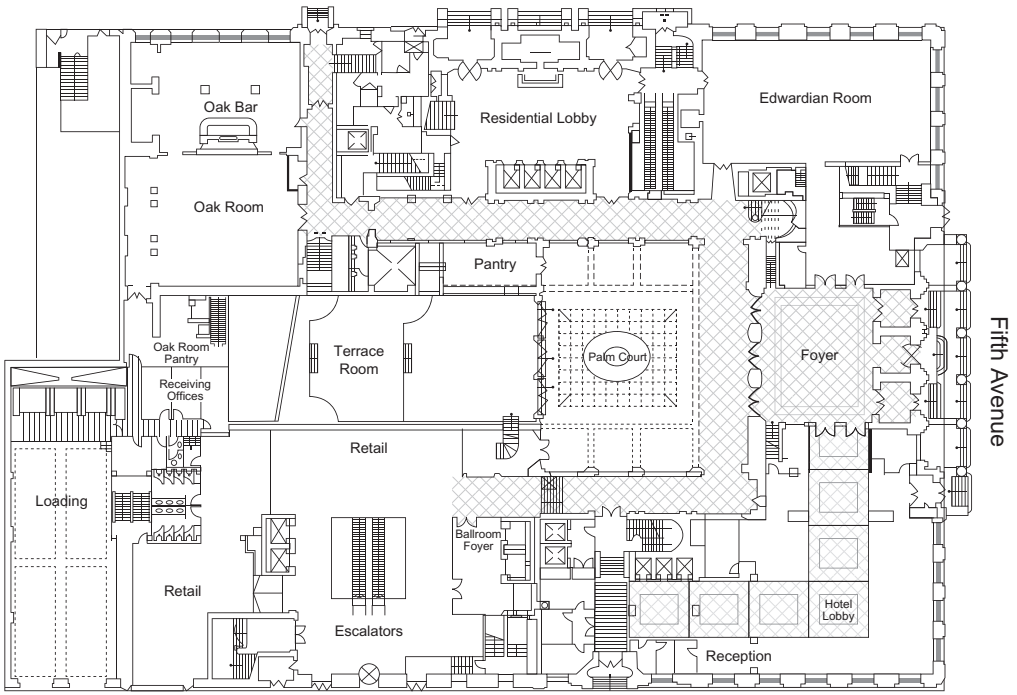 Oak Bar
Residential Lobby
Edwardian Room
Oak Room
Pantry
Oak Room
Pantry
Receiving
Offices
Terrace
Room
Palm Court
Foyer
Fifth Avenue
Retail
Loading
Ballroom
Foyer
Retail
Escalators
Hotel
Lobby
Reception